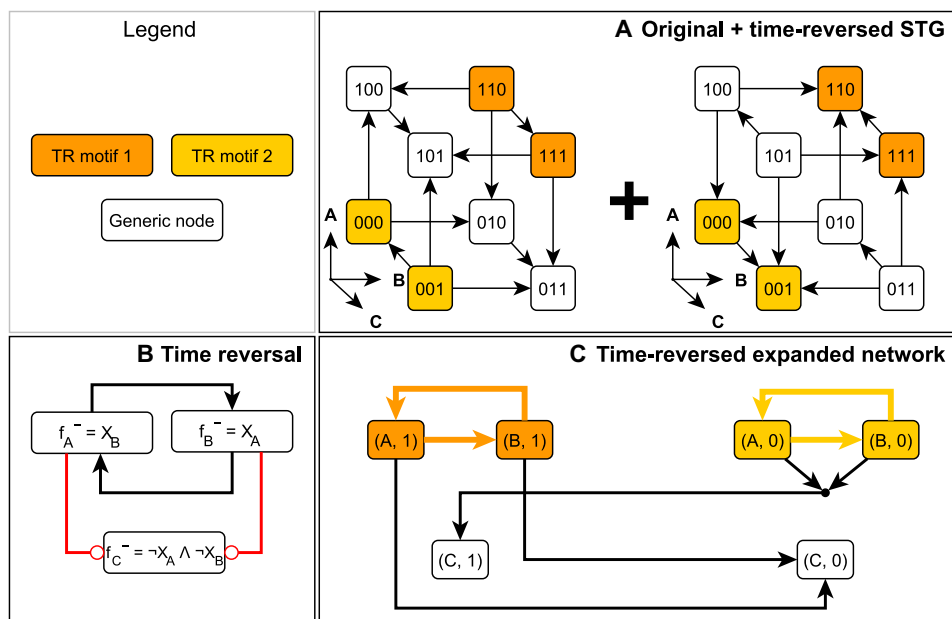 Legend
TR motif 1
TR motif 2
Generic node
A Original + time-reversed STG
100
110
101
111
000
010
001
011
A
B
C
+
100
110
101
111
000
010
001
011
A
B
C
B Time reversal
f_A^- = X_B
f_B^- = X_A
f_C^- = ¬X_A Λ ¬X_B
C Time-reversed expanded network
(A, 1)
(B, 1)
(A, 0)
(B, 0)
(C, 1)
(C, 0)